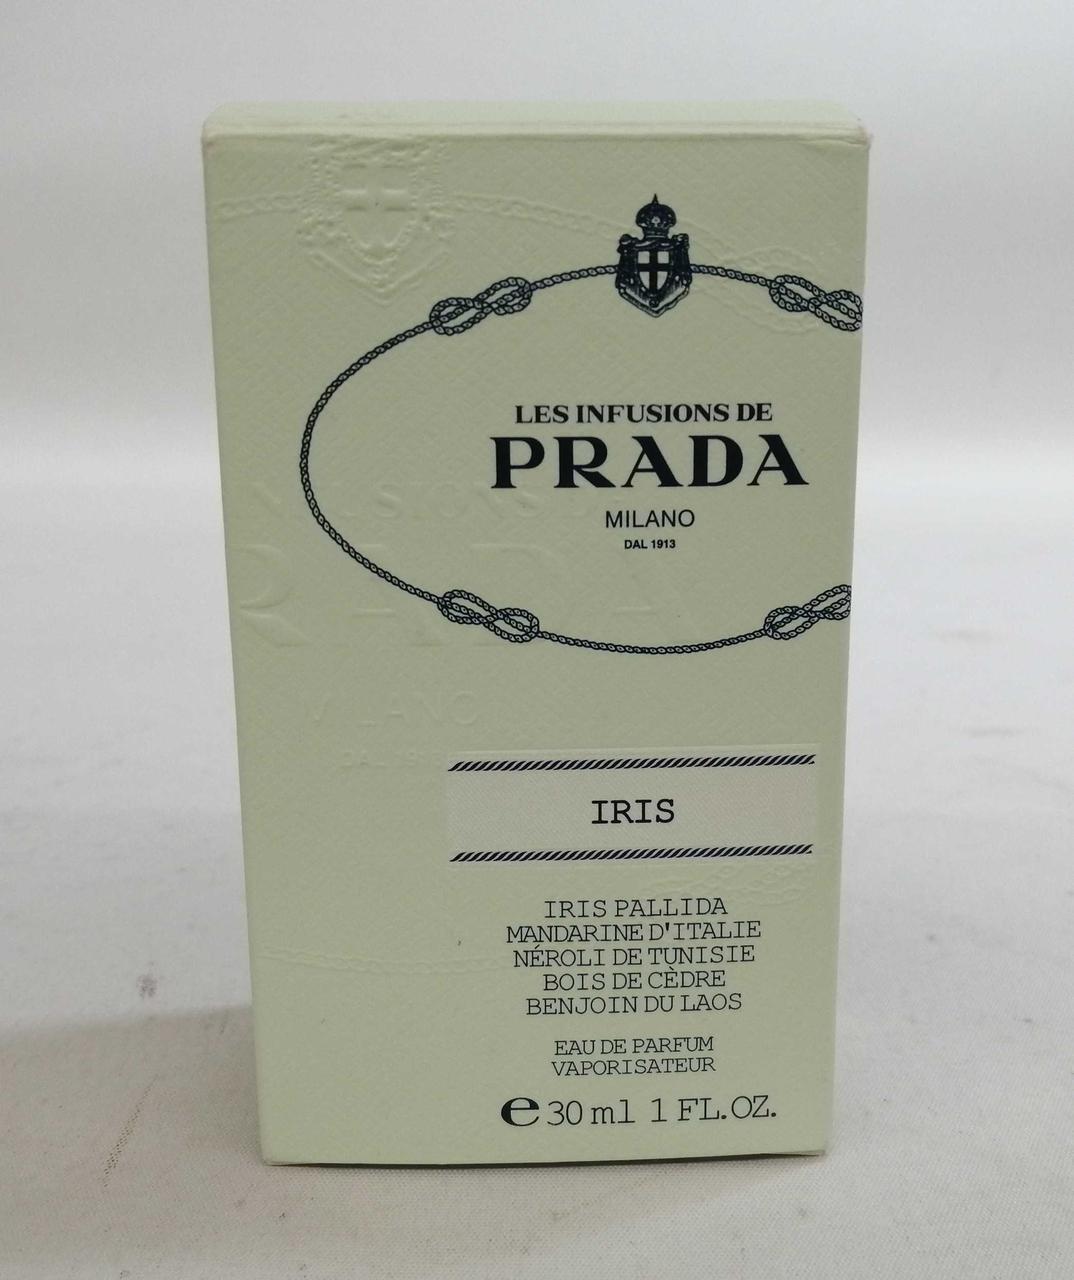 LES INFUSIONS DE
PRADA
MILANO
DAL 1913
IRIS
IRIS PALLIDA
MANDARINE D'ITALIE
NÉROLI DE TUNISIE
BOIS DE CÈDRE
BENJOIN DU LAOS
EAU DE PARFUM
VAPORISATEUR
e 30 ml 1 FL.OZ.